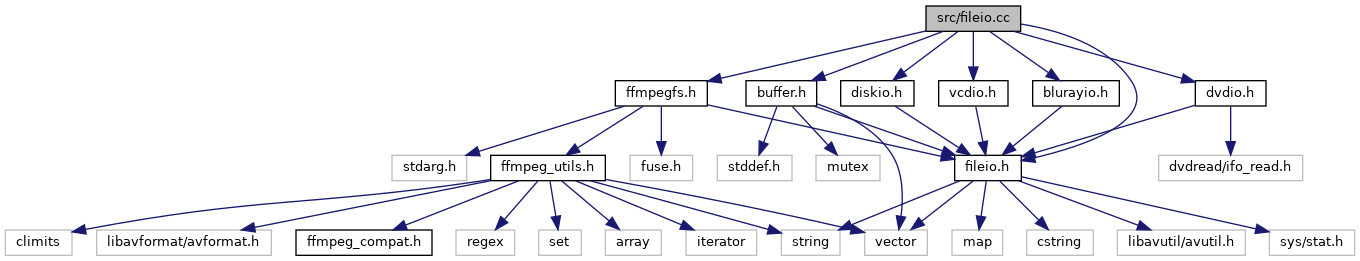 src/fileio.cc
ffmpegfs.h
buffer.h
diskio.h
vcdio.h
blurayio.h
dvdio.h
stdarg.h
ffmpeg_utils.h
fuse.h
stddef.h
mutex
fileio.h
dvdread/ifo_read.h
climits
libavformat/avformat.h
ffmpeg_compat.h
regex
set
array
iterator
string
vector
map
cstring
libavutil/avutil.h
sys/stat.h